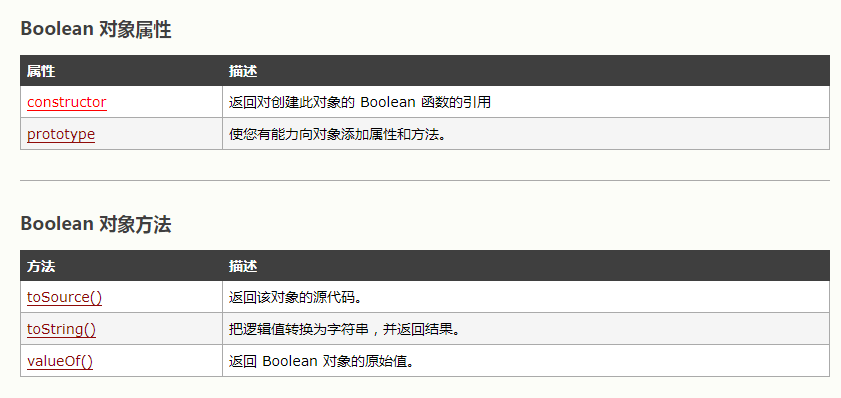 Boolean 对象属性
属性 描述
constructor 返回对创建此对象的 Boolean 函数的引用
prototype 使您有能力向对象添加属性和方法。
Boolean 对象方法
方法 描述
toSource() 返回该对象的源代码。
toString() 把逻辑值转换为字符串，并返回结果。
valueOf() 返回 Boolean 对象的原始值。